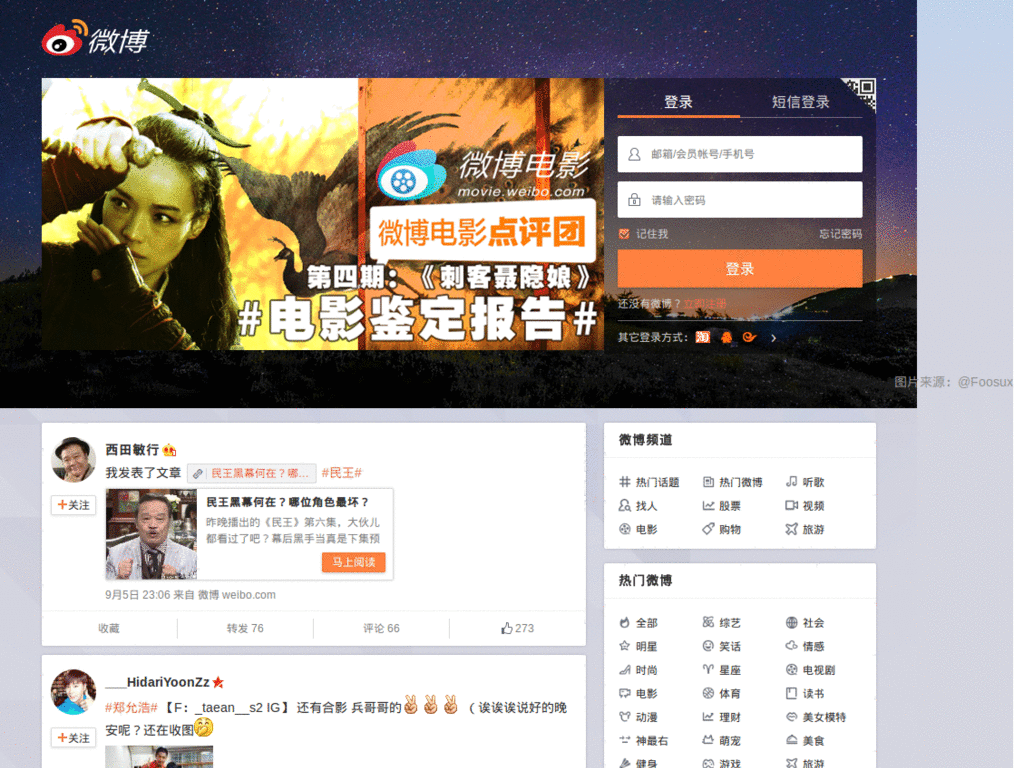 微博
微博电影
movie.weibo.com
微博电影点评团
第四期：《刺客聂隐娘》
#电影鉴定报告#
登录 短信登录
邮箱/会员帐号/手机号
请输入密码
记住我 忘记密码
登录
还没有微博？立即注册
其它登录方式： 淘
图片来源：@Foosux
西田敏行
我发表了文章 民王黑幕何在？哪... #民王#
+关注
民王黑幕何在？哪位角色最坏？
昨晚播出的《民王》第六集，大伙儿
都看过了吧？幕后黑手当真是下集预
马上阅读
9月5日 23:06 来自 微博 weibo.com
收藏 转发 76 评论 66 273
___HidariYoonZz
#郑允浩#【F：_taean__s2 IG】还有合影 兵哥哥的 （ 诶诶诶说好的晚
安呢？还在收图
+关注
微博频道
热门话题 热门微博 听歌
找人 股票 视频
电影 购物 旅游
热门微博
全部 综艺 社会
明星 笑话 情感
时尚 星座 电视剧
电影 体育 读书
动漫 理财 美女模特
神最右 萌宠 美食
健身 游戏 旅游